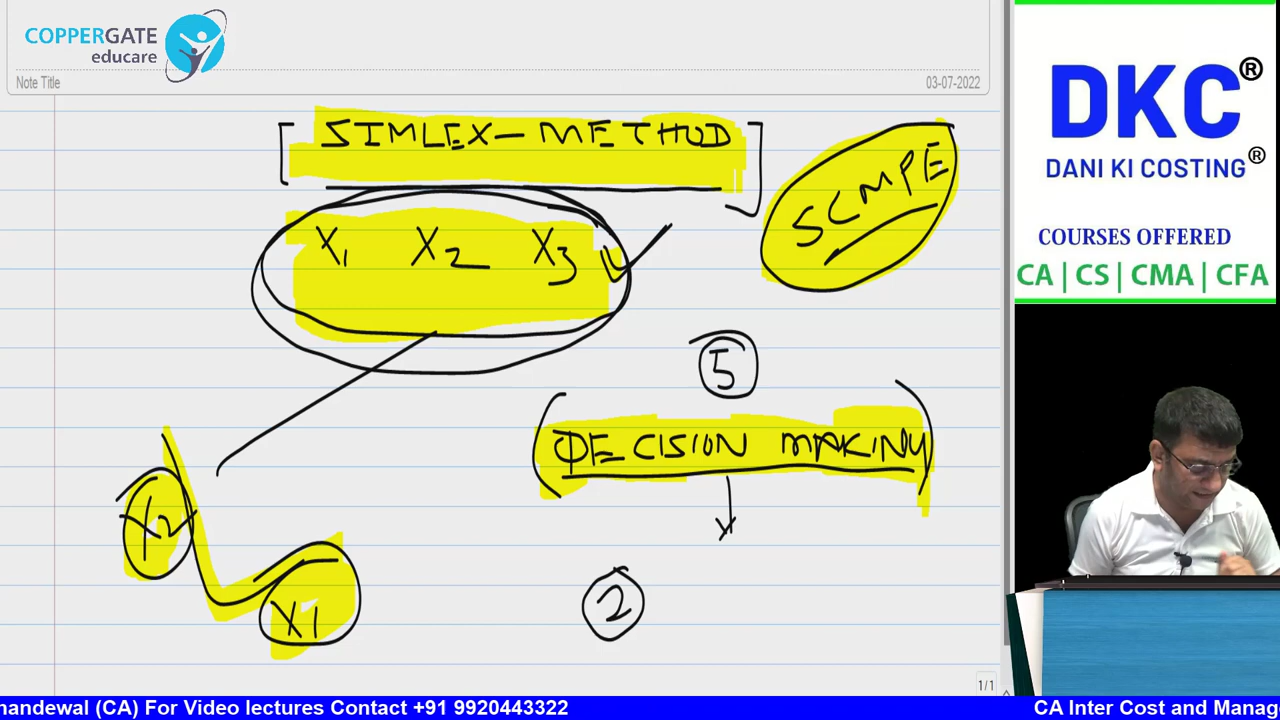 COPPERGATE
educare
Note Title
03-07-2022
[ SIMLEX - METHOD ]
SCMPE
X1 X2 X3
5
(DECISION MAKING)
X2
X1
2
1/1
DKC®
DANI KI COSTING®
COURSES OFFERED
CA | CS | CMA | CFA
handewal (CA) For Video lectures Contact +91 9920443322
CA Inter Cost and Manag